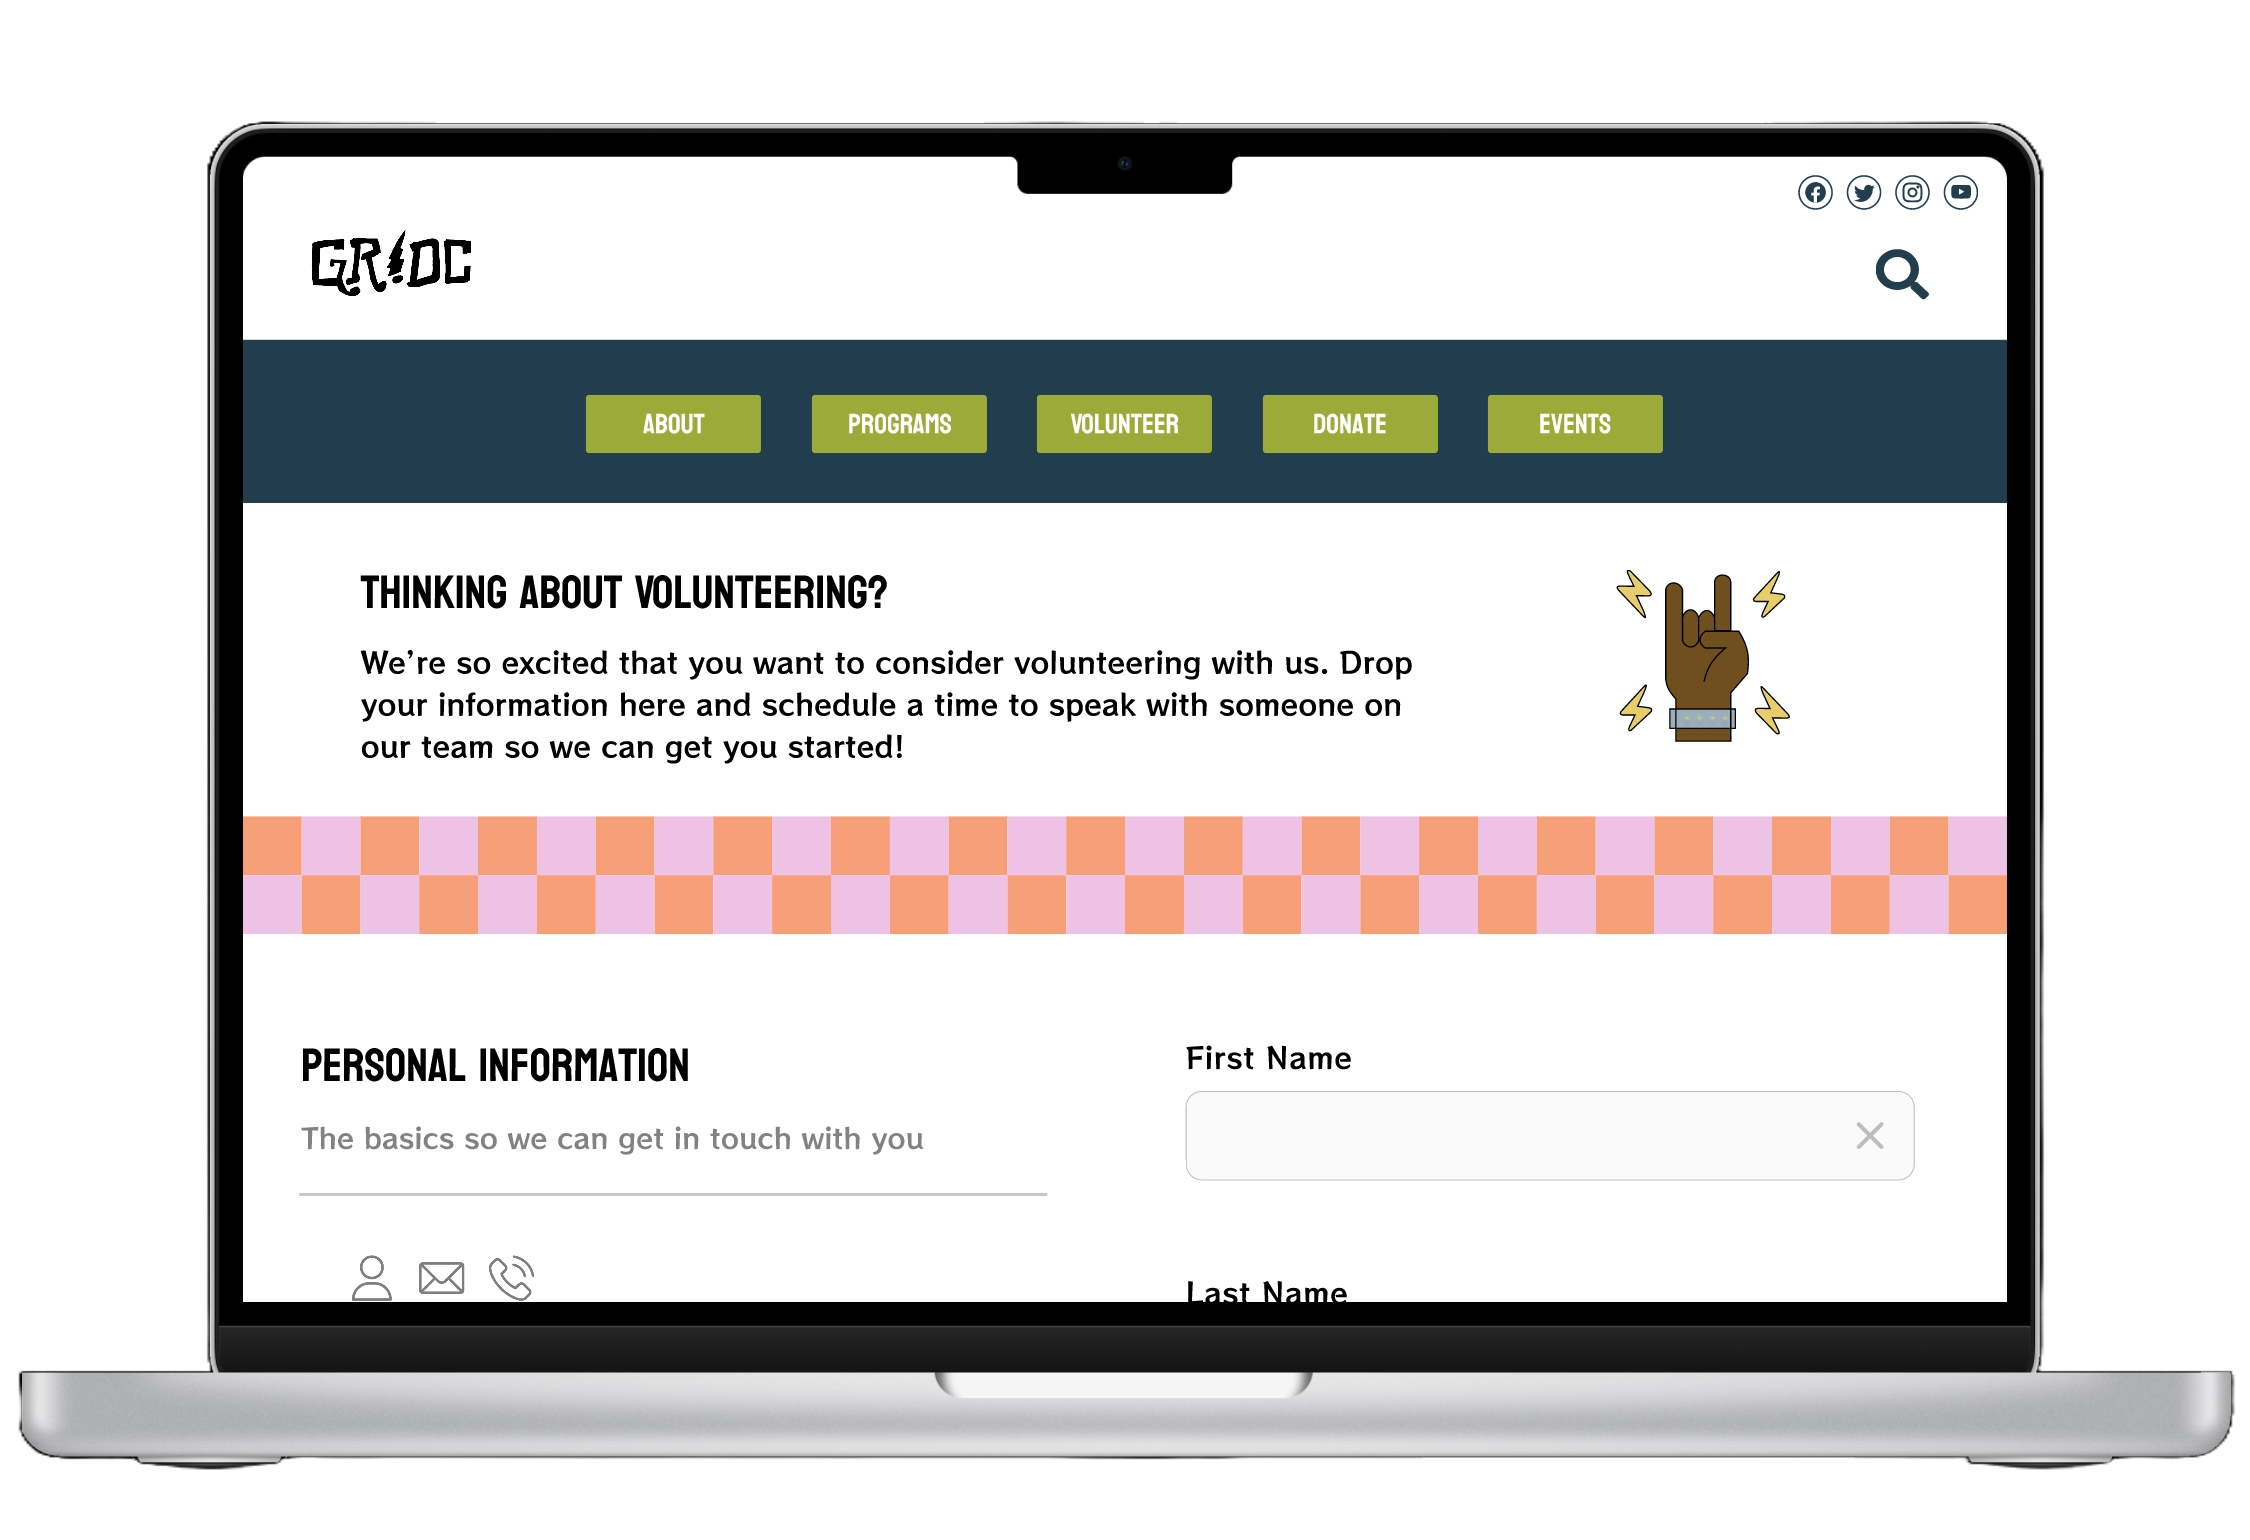 GR!DC
ABOUT PROGRAMS VOLUNTEER DONATE EVENTS
THINKING ABOUT VOLUNTEERING?
We’re so excited that you want to consider volunteering with us. Drop
your information here and schedule a time to speak with someone on
our team so we can get you started!
PERSONAL INFORMATION
The basics so we can get in touch with you
First Name
Last Name